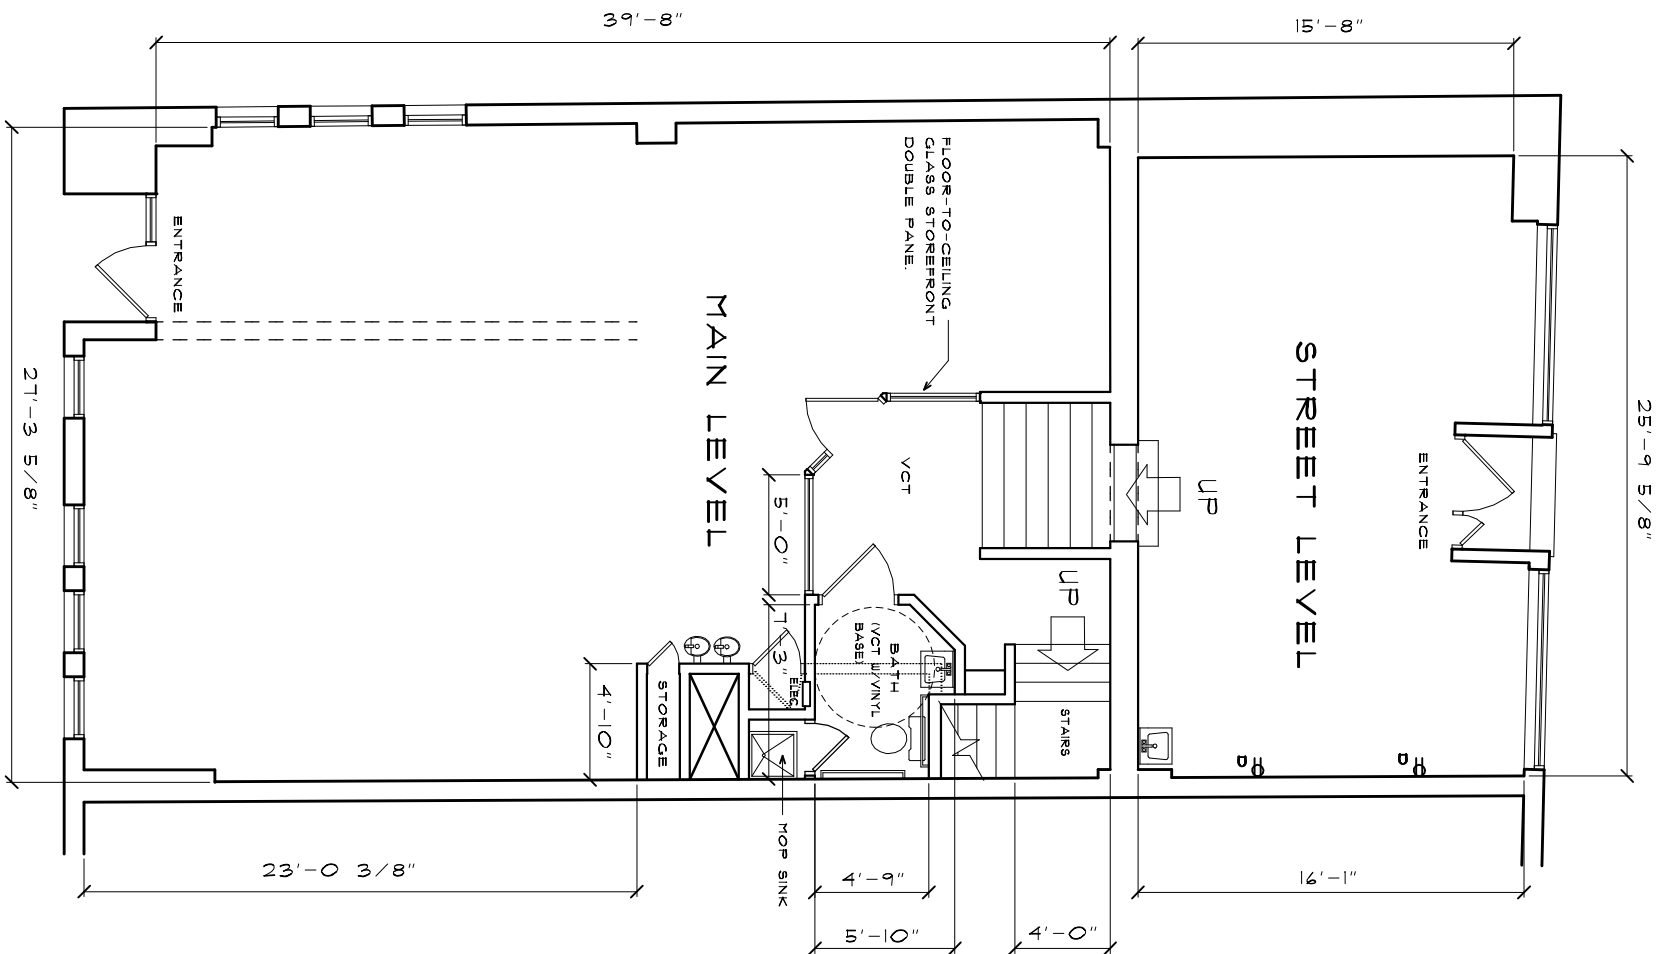 39'-8"
15'-8"
FLOOR-TO-CEILING
GLASS STOREFRONT
DOUBLE PANE.
ENTRANCE
MAIN LEVEL
STREET LEVEL
27'-3 5/8"
25'-9 5/8"
VCT
UP
ENTRANCE
5'-0"
UP
7'-3"
BATH
(VCT W/VINYL
BASE)
ELEC
4'-10"
STORAGE
STAIRS
MOP SINK
23'-0 3/8"
4'-9"
16'-1"
5'-10"
4'-0"